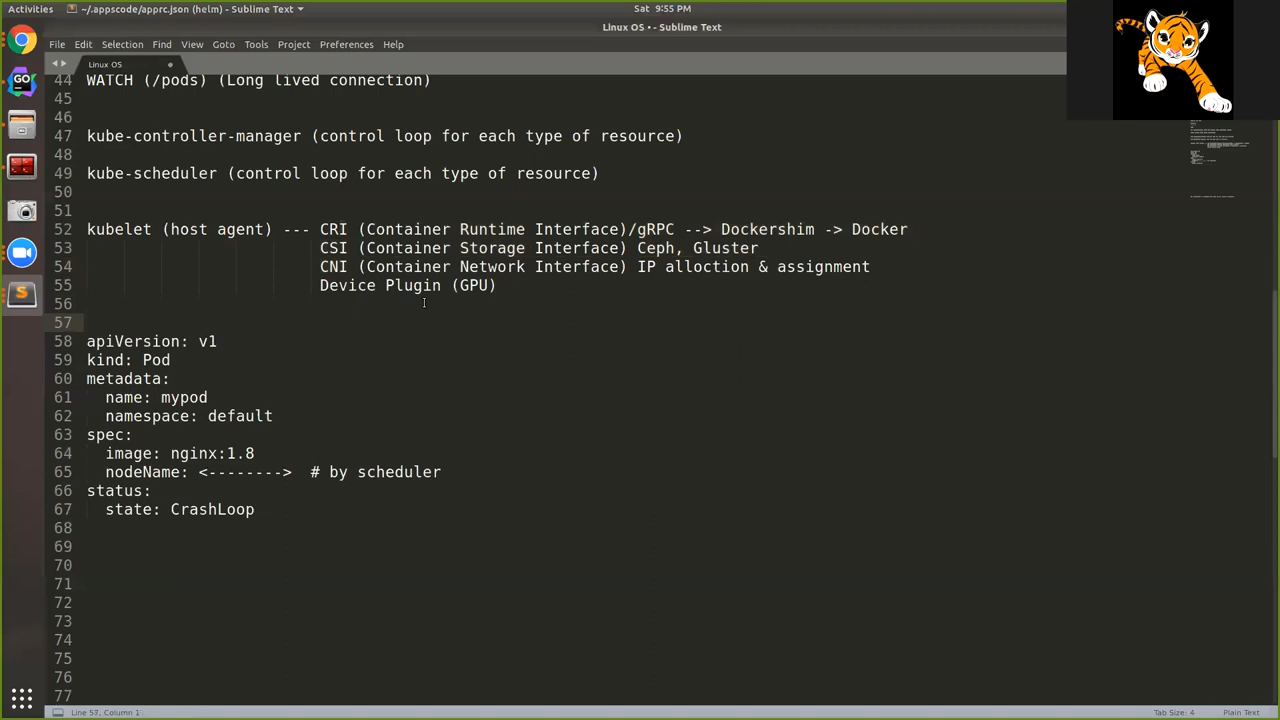 Activities
~/.appscode/apprc.json (helm) - Sublime Text
Sat 9:55 PM
Linux OS • - Sublime Text
File Edit Selection Find View Goto Tools Project Preferences Help
Linux OS
44 WATCH (/pods) (Long lived connection)
45
46
47 kube-controller-manager (control loop for each type of resource)
48
49 kube-scheduler (control loop for each type of resource)
50
51
52 kubelet (host agent) --- CRI (Container Runtime Interface)/gRPC --> Dockershim -> Docker
53 CSI (Container Storage Interface) Ceph, Gluster
54 CNI (Container Network Interface) IP alloction & assignment
55 Device Plugin (GPU)
56
57
58 apiVersion: v1
59 kind: Pod
60 metadata:
61 name: mypod
62 namespace: default
63 spec:
64 image: nginx:1.8
65 nodeName: <--------> # by scheduler
66 status:
67 state: CrashLoop
68
69
70
71
72
73
74
75
76
77
Line 57, Column 1
Tab Size: 4
Plain Text